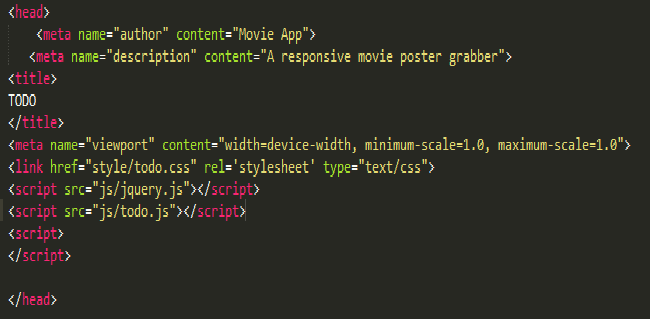 <head>
<meta name="author" content="Movie App">
<meta name="description" content="A responsive movie poster grabber">
<title>
TODO
</title>
<meta name="viewport" content="width=device-width, minimum-scale=1.0, maximum-scale=1.0">
<link href="style/todo.css" rel='stylesheet' type="text/css">
<script src="js/jquery.js"></script>
<script src="js/todo.js"></script>
<script>
</script>
</head>